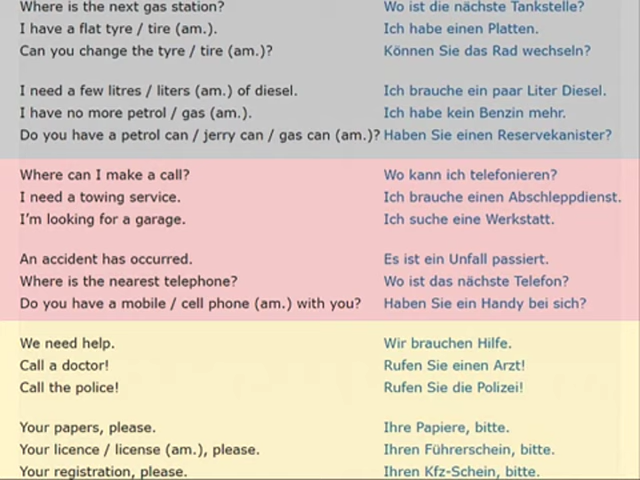 Where is the next gas station? Wo ist die nächste Tankstelle?
I have a flat tyre / tire (am.). Ich habe einen Platten.
Can you change the tyre / tire (am.)? Können Sie das Rad wechseln?
I need a few litres / liters (am.) of diesel. Ich brauche ein paar Liter Diesel.
I have no more petrol / gas (am.). Ich habe kein Benzin mehr.
Do you have a petrol can / jerry can / gas can (am.)? Haben Sie einen Reservekanister?
Where can I make a call? Wo kann ich telefonieren?
I need a towing service. Ich brauche einen Abschleppdienst.
I'm looking for a garage. Ich suche eine Werkstatt.
An accident has occurred. Es ist ein Unfall passiert.
Where is the nearest telephone? Wo ist das nächste Telefon?
Do you have a mobile / cell phone (am.) with you? Haben Sie ein Handy bei sich?
We need help. Wir brauchen Hilfe.
Call a doctor! Rufen Sie einen Arzt!
Call the police! Rufen Sie die Polizei!
Your papers, please. Ihre Papiere, bitte.
Your licence / license (am.), please. Ihren Führerschein, bitte.
Your registration, please. Ihren Kfz-Schein, bitte.